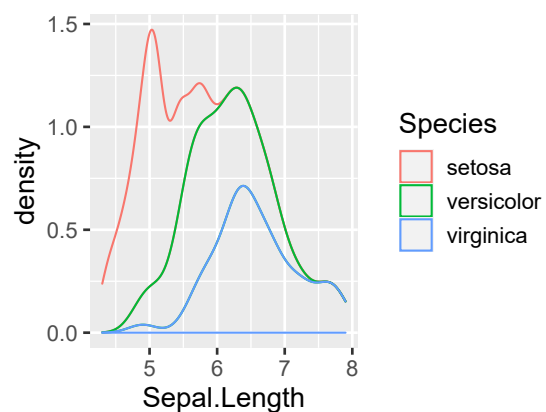 1.5
1.0
0.5
0.0
density
5 6 7 8
Sepal.Length
Species
setosa
versicolor
virginica